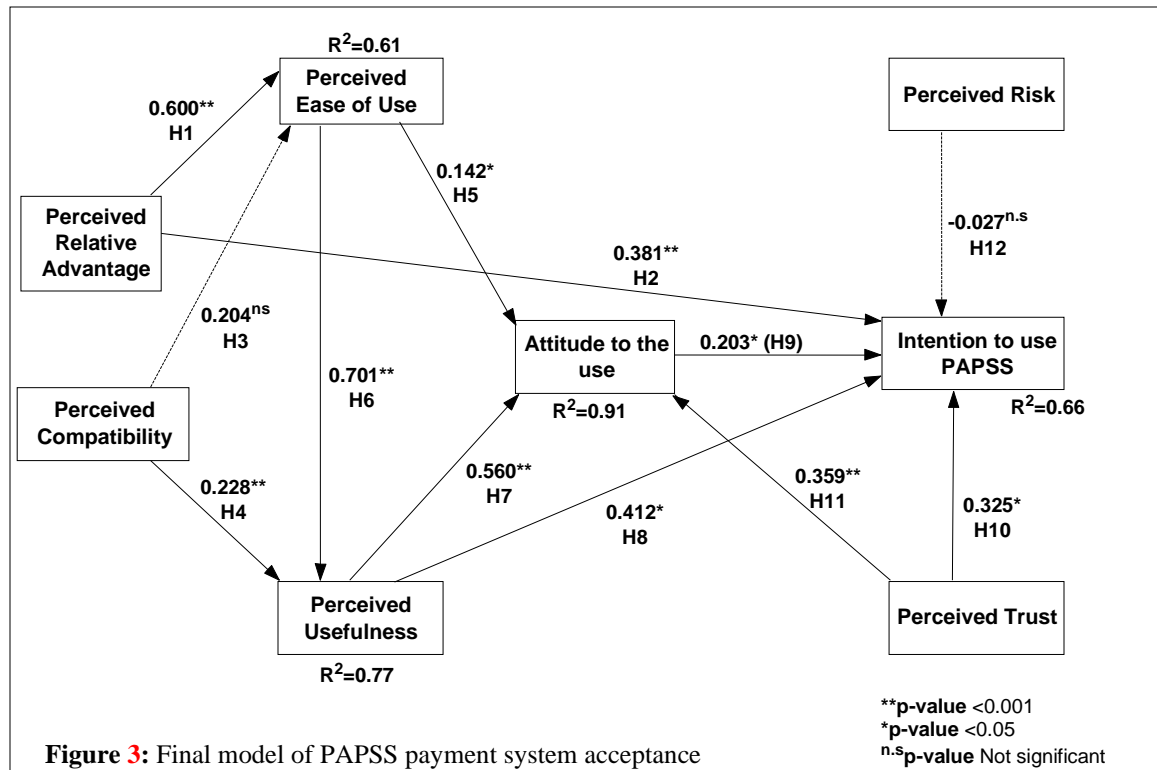 R²=0.61
Perceived
Ease of Use
Perceived Risk
0.600**
H1
0.142*
H5
Perceived
Relative
Advantage
-0.027ⁿ·ˢ
H12
0.381**
H2
0.204ⁿˢ
H3
Attitude to the
use
0.203* (H9)
Intention to use
PAPSS
0.701**
H6
R²=0.91
R²=0.66
Perceived
Compatibility
0.228**
H4
0.560**
H7
0.412*
H8
0.359**
H11
0.325*
H10
Perceived
Usefulness
Perceived Trust
R²=0.77
**p-value <0.001
*p-value <0.05
ⁿ·ˢp-value Not significant
Figure 3: Final model of PAPSS payment system acceptance